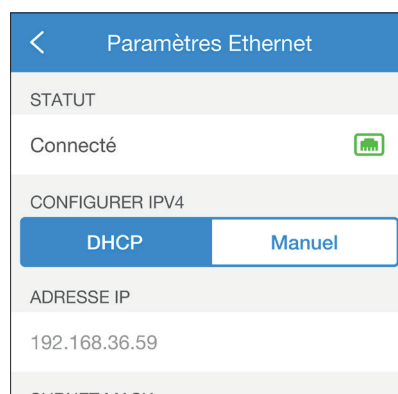 Paramètres Ethernet
STATUT
Connecté
CONFIGURER IPV4
DHCP Manuel
ADRESSE IP
192.168.36.59